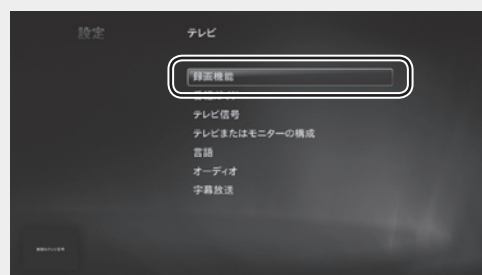 設定
テレビ
録画機能
テレビ信号
テレビまたはモニターの構成
言語
オーディオ
字幕放送